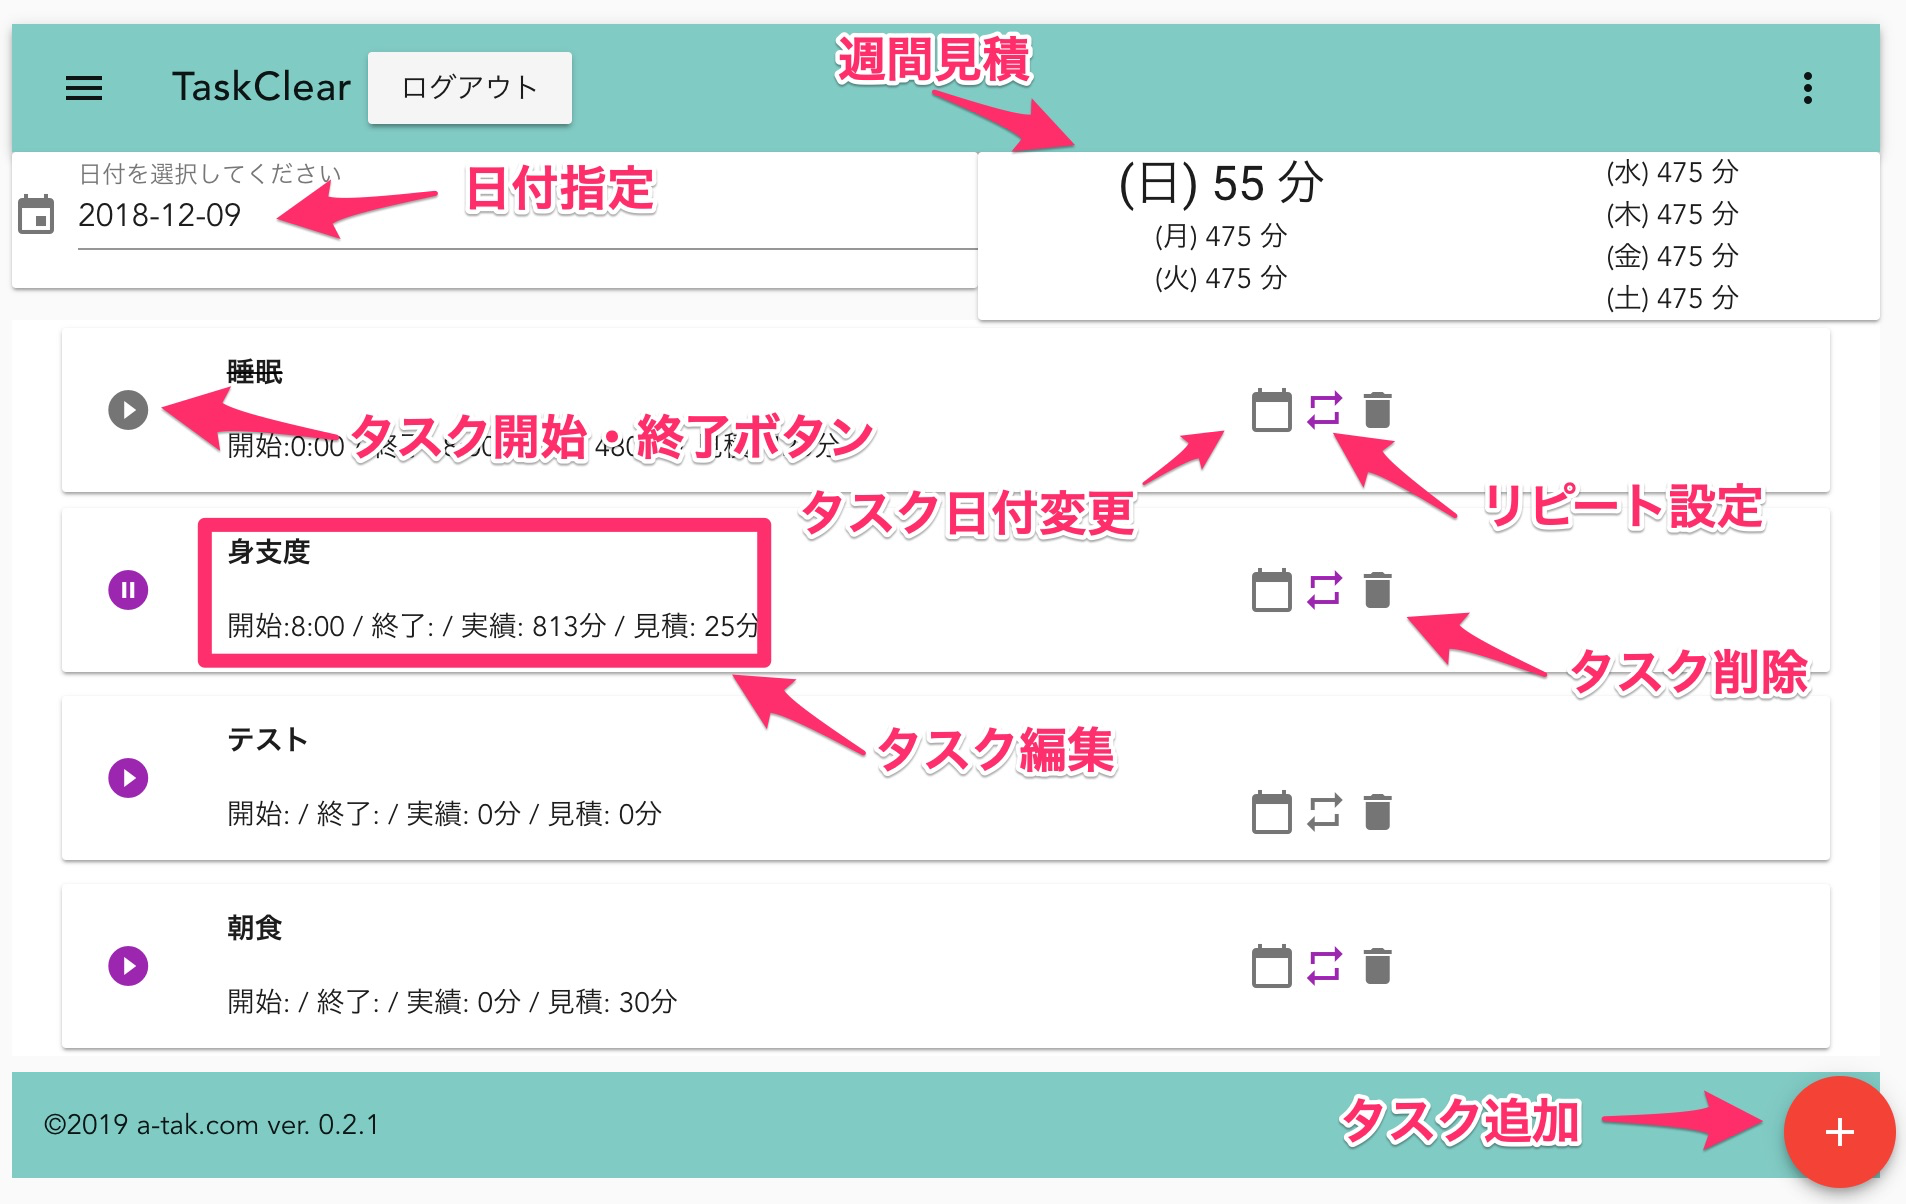 週間見積
TaskClear
ログアウト
日付を選択してください
2018-12-09
日付指定
(日) 55 分
(月) 475 分
(火) 475 分
(水) 475 分
(木) 475 分
(金) 475 分
(土) 475 分
睡眠
タスク開始・終了ボタン
開始:0:00
タスク日付変更
リピート設定
身支度
開始:8:00 / 終了: / 実績: 813分 / 見積: 25分
タスク削除
タスク編集
テスト
開始: / 終了: / 実績: 0分 / 見積: 0分
朝食
開始: / 終了: / 実績: 0分 / 見積: 30分
©2019 a-tak.com ver. 0.2.1
タスク追加